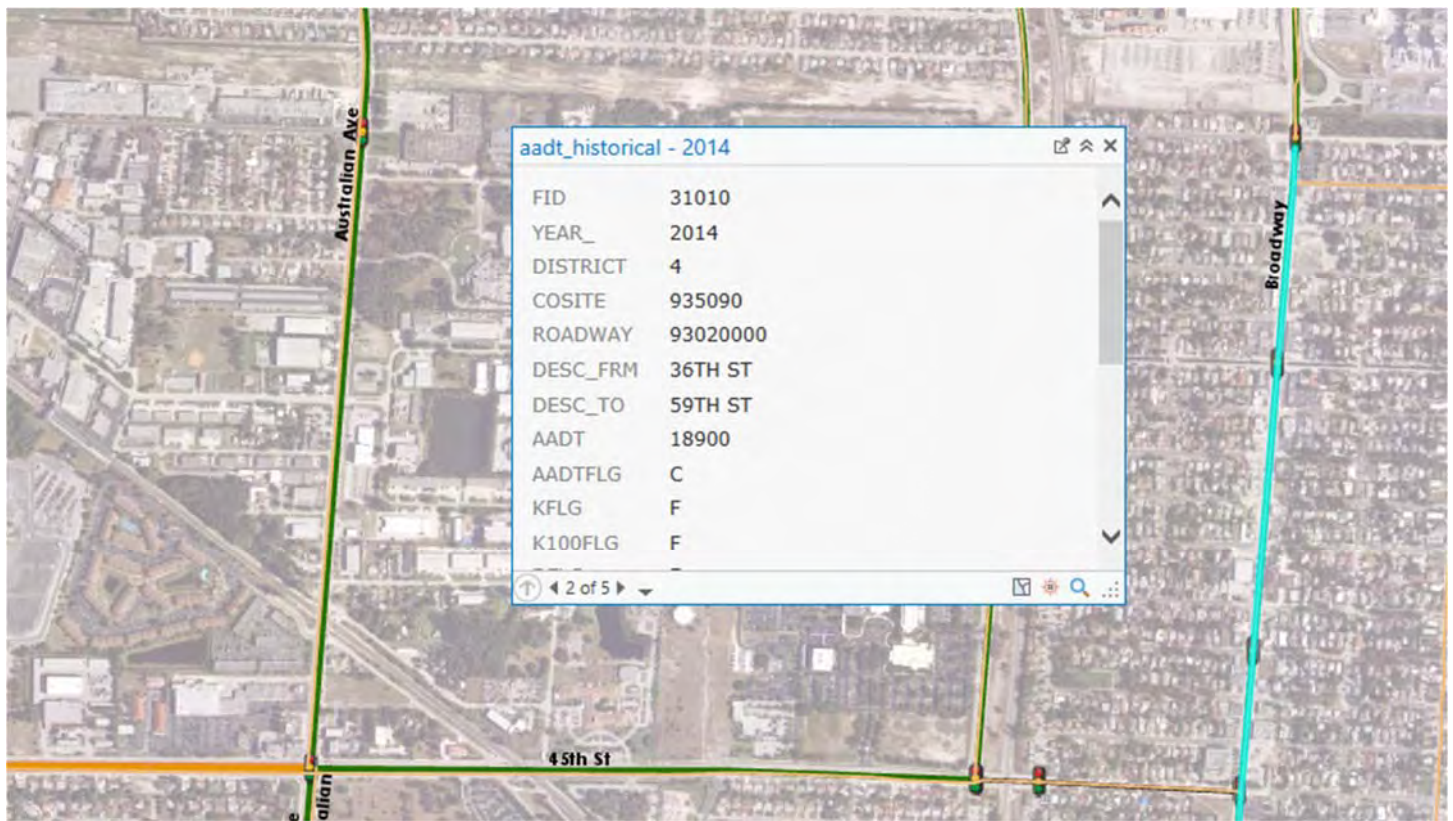 Australian Ave
aadt_historical - 2014
FID 31010
YEAR_ 2014
DISTRICT 4
COSITE 935090
ROADWAY 93020000
DESC_FRM 36TH ST
DESC_TO 59TH ST
AADT 18900
AADTFLG C
KFLG F
K100FLG F
2 of 5
Broadway
45th St
alian
e